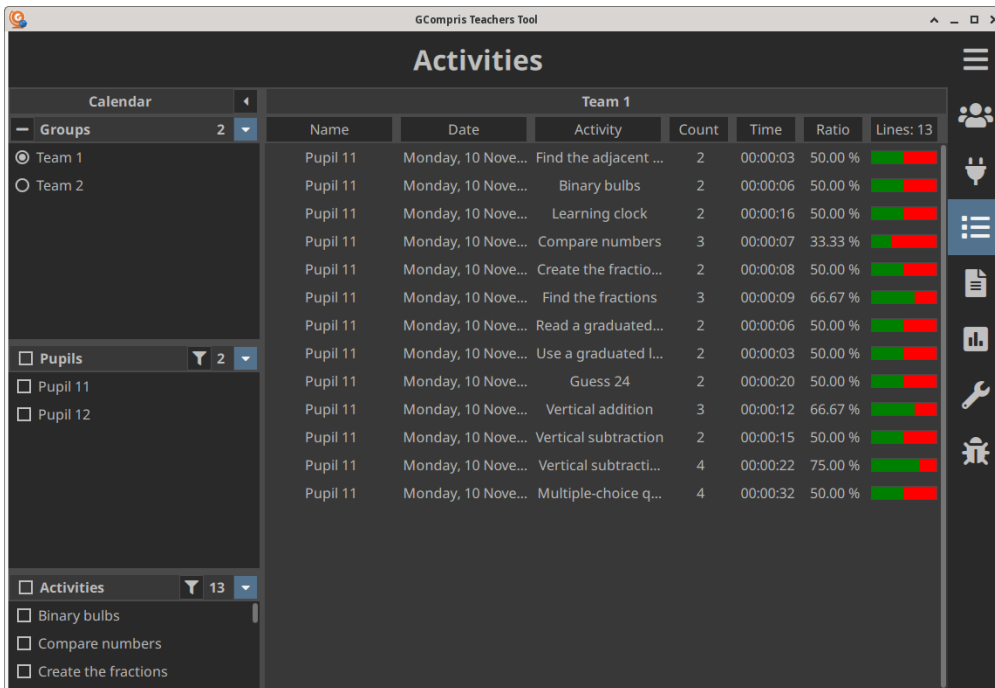 GCompris Teachers Tool
Activities
Calendar
Groups 2
Team 1
Team 2
Pupils 2
Pupil 11
Pupil 12
Activities 13
Binary bulbs
Compare numbers
Create the fractions
Team 1
Name Date Activity Count Time Ratio Lines: 13
Pupil 11 Monday, 10 Nove... Find the adjacent ... 2 00:00:03 50.00 %
Pupil 11 Monday, 10 Nove... Binary bulbs 2 00:00:06 50.00 %
Pupil 11 Monday, 10 Nove... Learning clock 2 00:00:16 50.00 %
Pupil 11 Monday, 10 Nove... Compare numbers 3 00:00:07 33.33 %
Pupil 11 Monday, 10 Nove... Create the fractio... 2 00:00:08 50.00 %
Pupil 11 Monday, 10 Nove... Find the fractions 3 00:00:09 66.67 %
Pupil 11 Monday, 10 Nove... Read a graduated... 2 00:00:06 50.00 %
Pupil 11 Monday, 10 Nove... Use a graduated l... 2 00:00:03 50.00 %
Pupil 11 Monday, 10 Nove... Guess 24 2 00:00:20 50.00 %
Pupil 11 Monday, 10 Nove... Vertical addition 3 00:00:12 66.67 %
Pupil 11 Monday, 10 Nove... Vertical subtraction 2 00:00:15 50.00 %
Pupil 11 Monday, 10 Nove... Vertical subtracti... 4 00:00:22 75.00 %
Pupil 11 Monday, 10 Nove... Multiple-choice q... 4 00:00:32 50.00 %